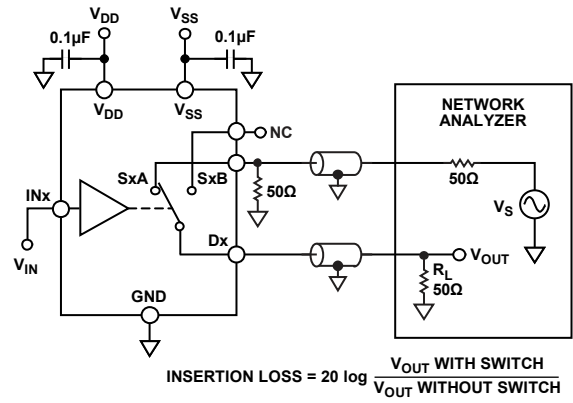 VDD VSS
0.1µF 0.1µF
VDD VSS
NC
NETWORK
ANALYZER
SxA SxB
50Ω
50Ω
VS
INx
Dx
VOUT
VIN
RL
50Ω
GND
INSERTION LOSS = 20 log VOUT WITH SWITCH
VOUT WITHOUT SWITCH